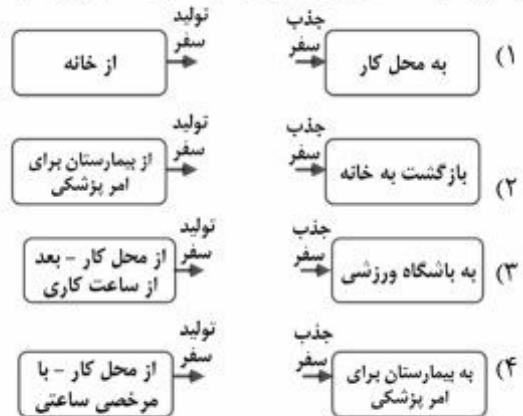 ۱) به محل کار جذب سفر تولید سفر از خانه
۲) بازگشت به خانه جذب سفر تولید سفر از بیمارستان برای امر پزشکی
۳) به باشگاه ورزشی جذب سفر تولید سفر از محل کار - بعد از ساعت کاری
۴) به بیمارستان برای امر پزشکی جذب سفر تولید سفر از محل کار - با مرخصی ساعتی